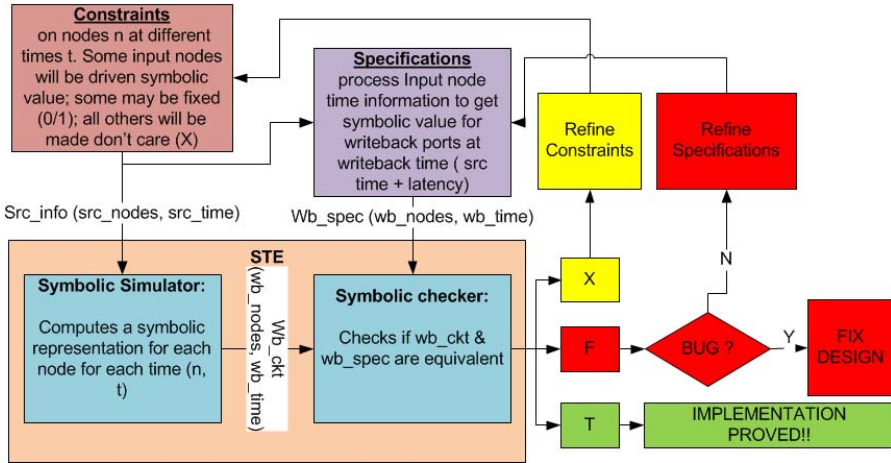 Constraints
on nodes n at different
times t. Some input nodes
will be driven symbolic
value; some may be fixed
(0/1); all others will be
made don't care (X)
Specifications
process Input node
time information to get
symbolic value for
writeback ports at
writeback time ( src
time + latency)
Refine
Constraints
Refine
Specifications
Src_info (src_nodes, src_time)
Wb_spec (wb_nodes, wb_time)
STE
Symbolic Simulator:
Computes a symbolic
representation for each
node for each time (n,
t)
Wb_ckt
(wb_nodes, wb_time)
Symbolic checker:
Checks if wb_ckt &
wb_spec are equivalent
X
N
F
BUG ?
Y
FIX
DESIGN
T
IMPLEMENTATION
PROVED!!